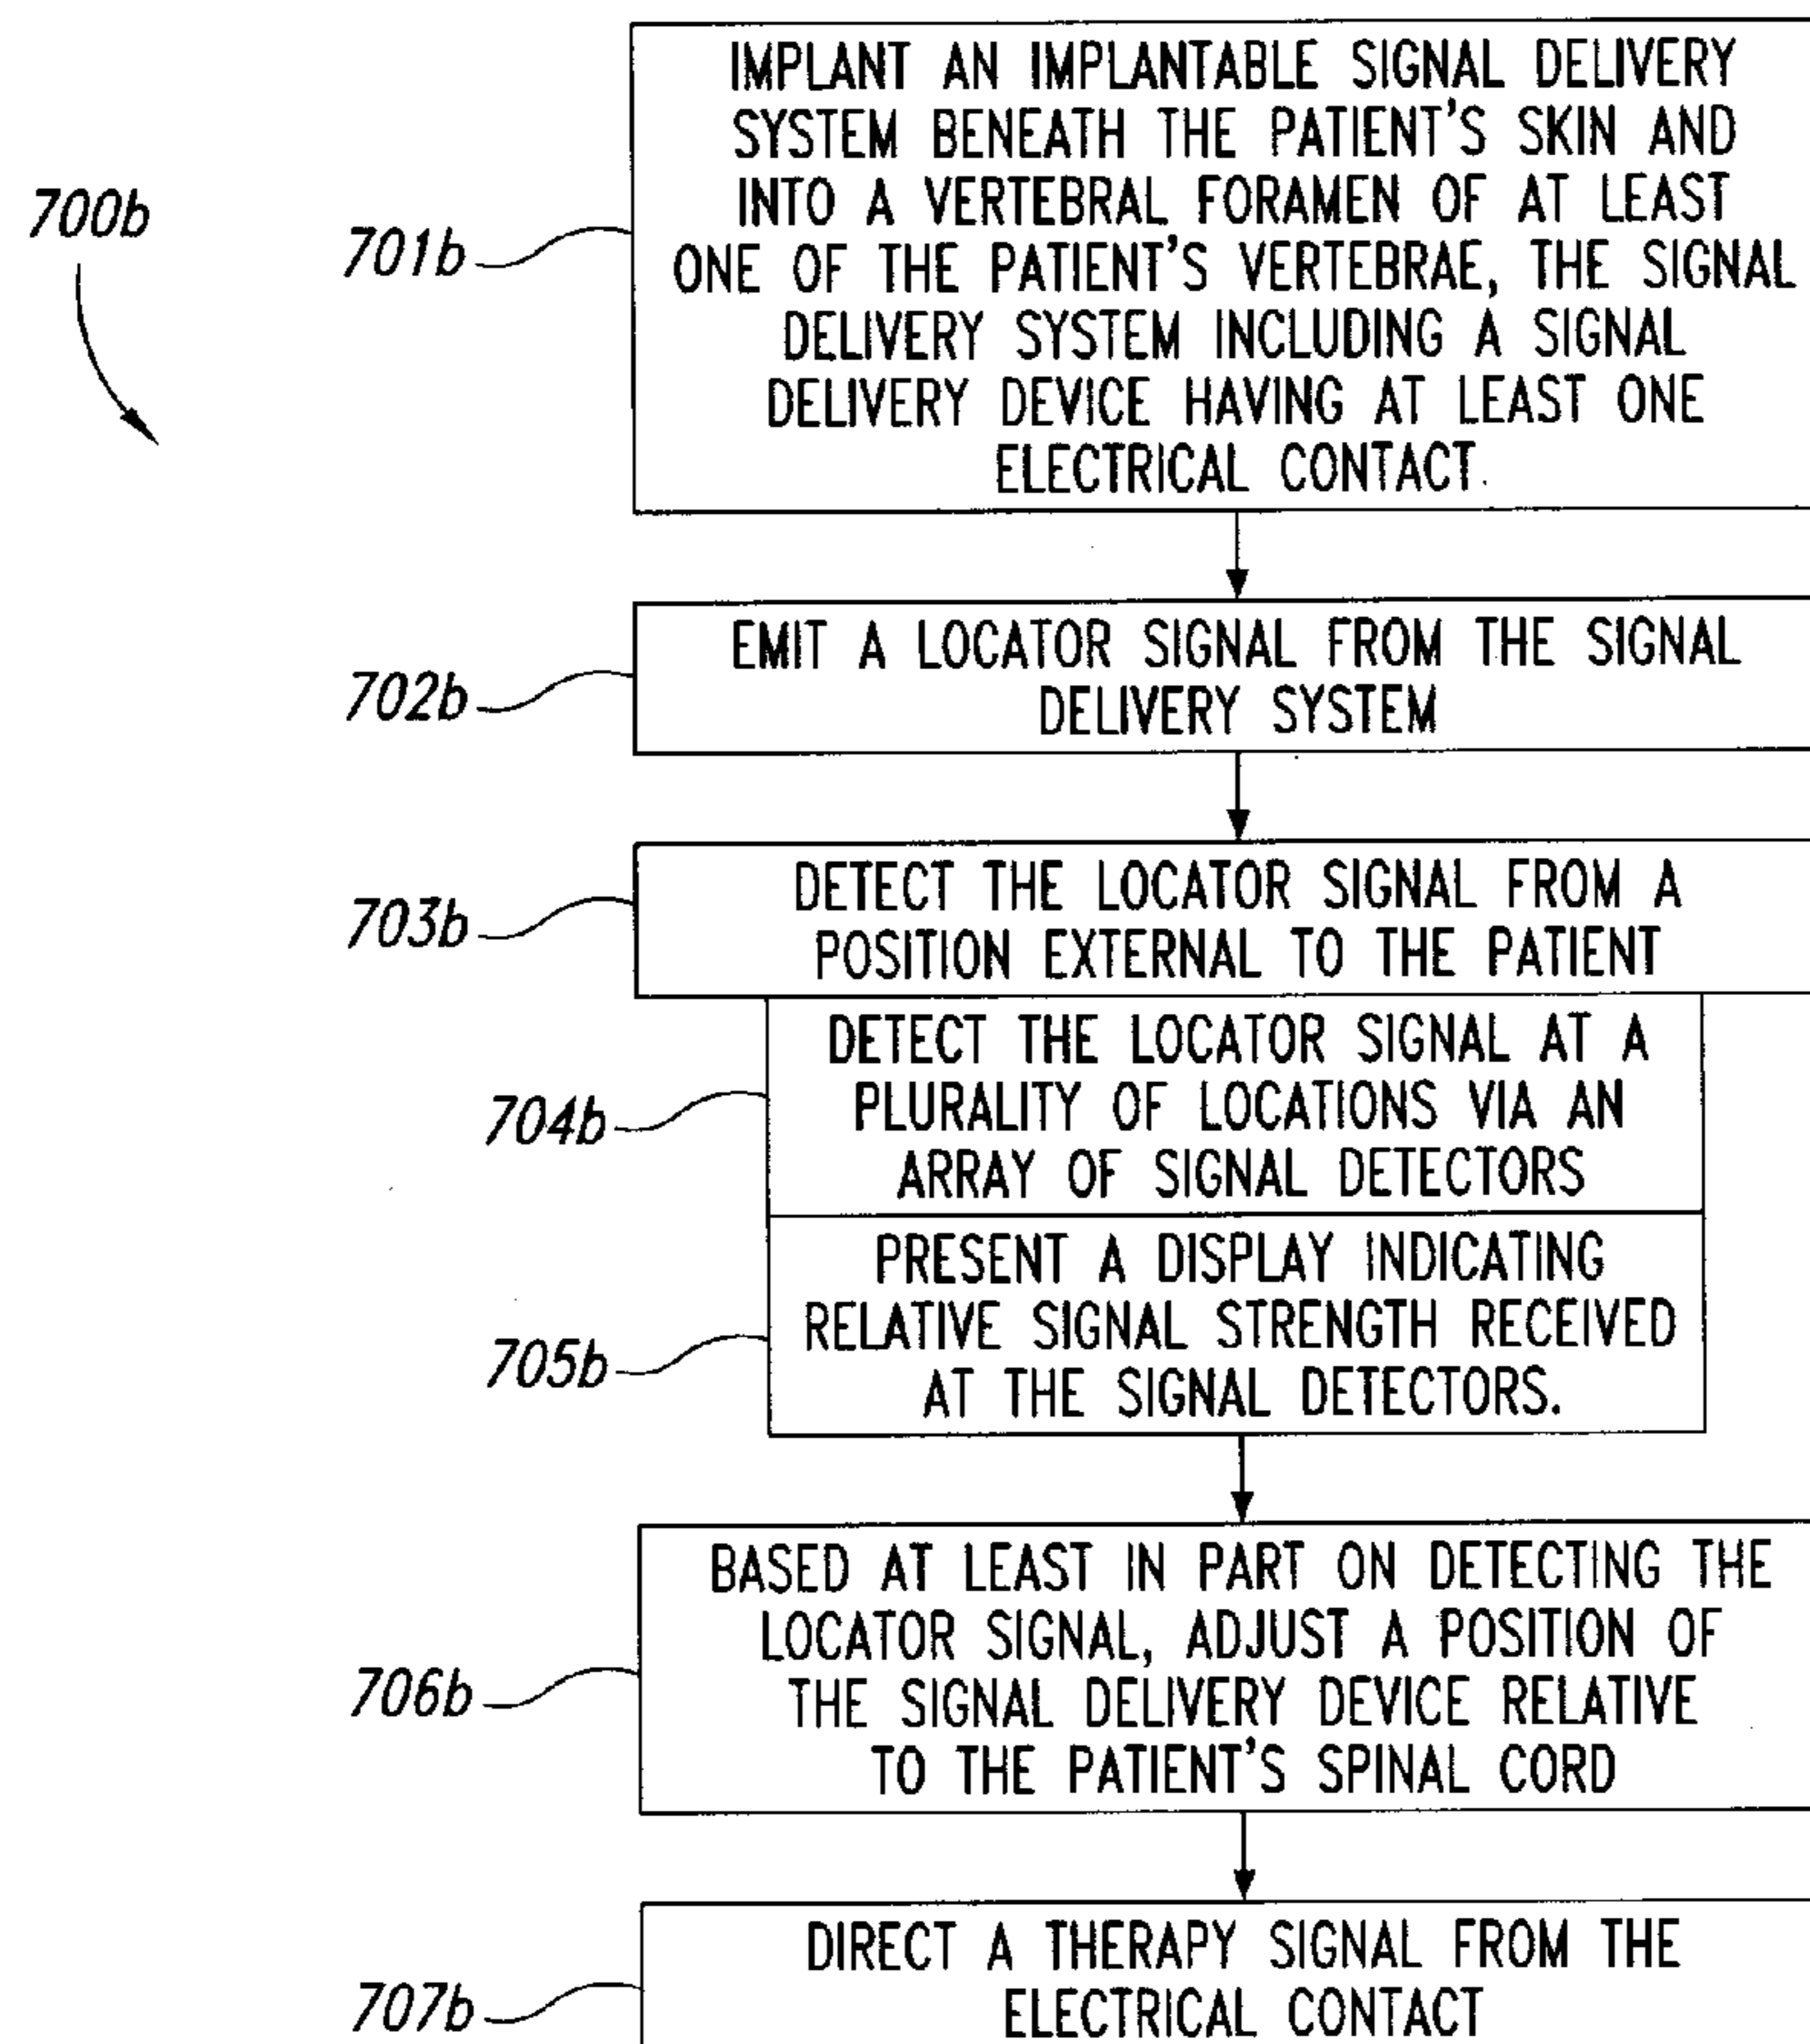 700b
701b
IMPLANT AN IMPLANTABLE SIGNAL DELIVERY
SYSTEM BENEATH THE PATIENT'S SKIN AND
INTO A VERTEBRAL FORAMEN OF AT LEAST
ONE OF THE PATIENT'S VERTEBRAE, THE SIGNAL
DELIVERY SYSTEM INCLUDING A SIGNAL
DELIVERY DEVICE HAVING AT LEAST ONE
ELECTRICAL CONTACT.
702b
EMIT A LOCATOR SIGNAL FROM THE SIGNAL
DELIVERY SYSTEM
703b
DETECT THE LOCATOR SIGNAL FROM A
POSITION EXTERNAL TO THE PATIENT
704b
DETECT THE LOCATOR SIGNAL AT A
PLURALITY OF LOCATIONS VIA AN
ARRAY OF SIGNAL DETECTORS
705b
PRESENT A DISPLAY INDICATING
RELATIVE SIGNAL STRENGTH RECEIVED
AT THE SIGNAL DETECTORS.
706b
BASED AT LEAST IN PART ON DETECTING THE
LOCATOR SIGNAL, ADJUST A POSITION OF
THE SIGNAL DELIVERY DEVICE RELATIVE
TO THE PATIENT'S SPINAL CORD
707b
DIRECT A THERAPY SIGNAL FROM THE
ELECTRICAL CONTACT